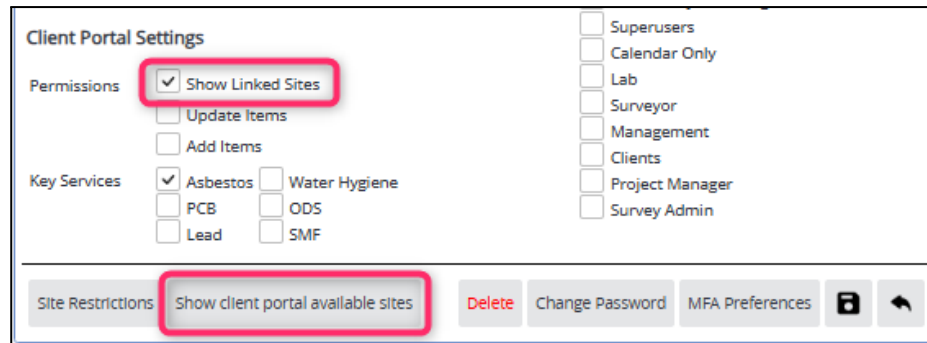 Client Portal Settings
Permissions
Show Linked Sites
Update Items
Add Items
Key Services
Asbestos
Water Hygiene
PCB
ODS
Lead
SMF
Superusers
Calendar Only
Lab
Surveyor
Management
Clients
Project Manager
Survey Admin
Site Restrictions
Show client portal available sites
Delete
Change Password
MFA Preferences